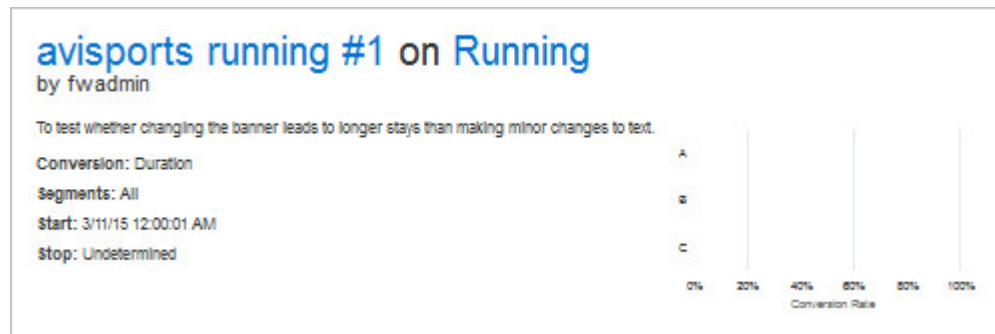 avisports running #1 on Running
by fwadmin
To test whether changing the banner leads to longer stays than making minor changes to text.
Conversion: Duration
Segments: All
Start: 3/11/15 12:00:01 AM
Stop: Undetermined
A
B
C
0% 20% 40% 60% 80% 100%
Conversion Rate